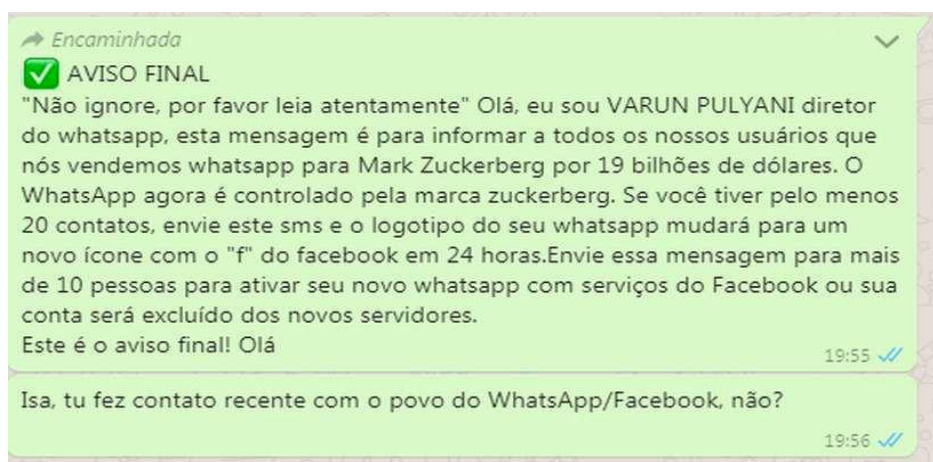 Encaminhada
✅ AVISO FINAL
"Não ignore, por favor leia atentamente" Olá, eu sou VARUN PULYANI diretor
do whatsapp, esta mensagem é para informar a todos os nossos usuários que
nós vendemos whatsapp para Mark Zuckerberg por 19 bilhões de dólares. O
WhatsApp agora é controlado pela marca zuckerberg. Se você tiver pelo menos
20 contatos, envie este sms e o logotipo do seu whatsapp mudará para um
novo ícone com o "f" do facebook em 24 horas.Envie essa mensagem para mais
de 10 pessoas para ativar seu novo whatsapp com serviços do Facebook ou sua
conta será excluído dos novos servidores.
Este é o aviso final! Olá
19:55
Isa, tu fez contato recente com o povo do WhatsApp/Facebook, não?
19:56